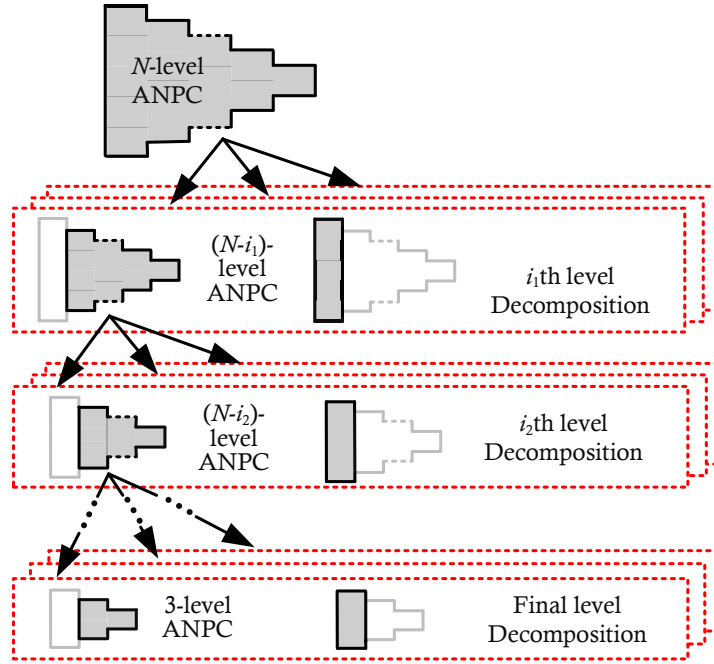 N-level
ANPC
(N-i₁)-
level
ANPC
i₁th level
Decomposition
(N-i₂)-
level
ANPC
i₂th level
Decomposition
3-level
ANPC
Final level
Decomposition